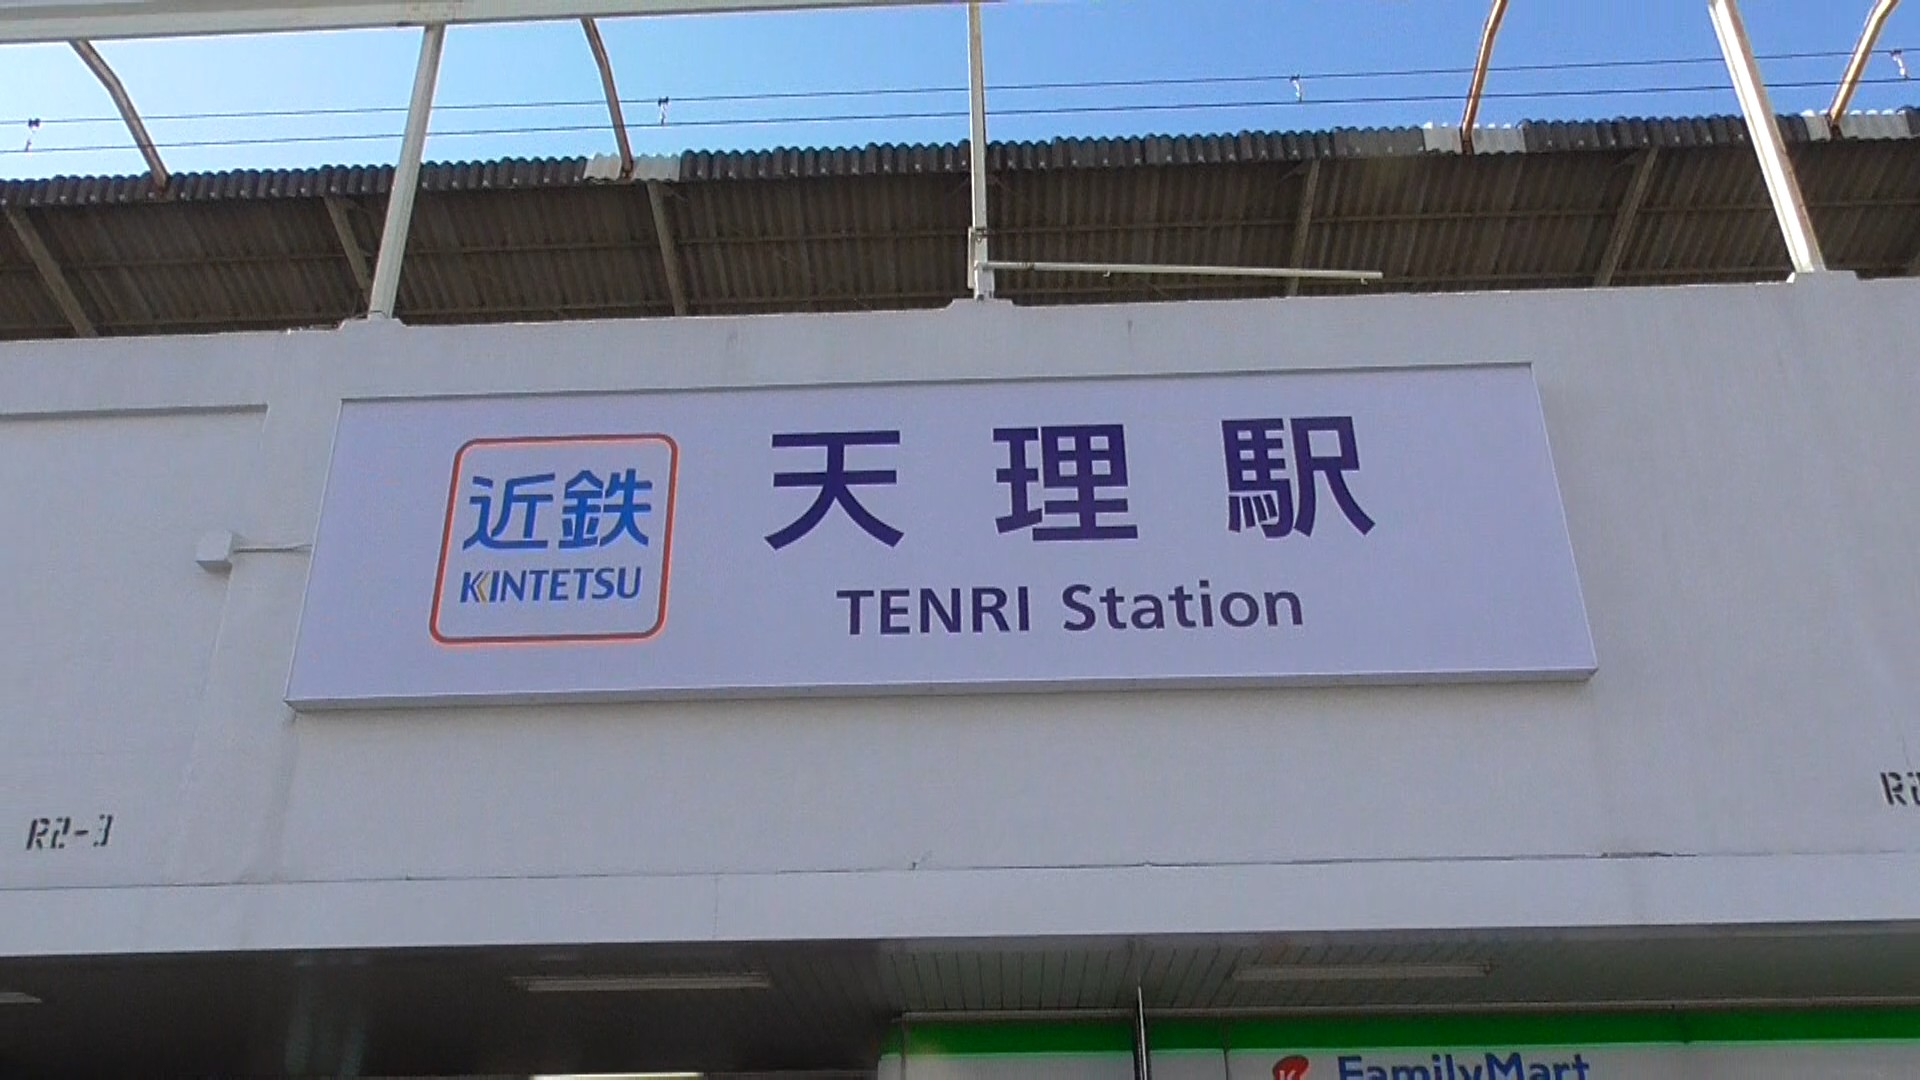 近鉄
KINTETSU
天理駅
TENRI Station
R2-3
FamilyMart